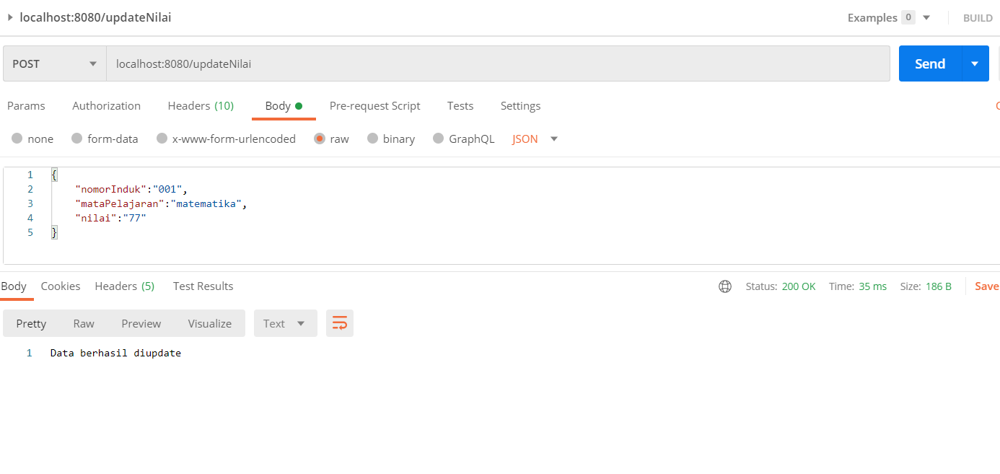 localhost:8080/updateNilai Examples 0 BUILD
POST localhost:8080/updateNilai Send
Params Authorization Headers (10) Body Pre-request Script Tests Settings
none form-data x-www-form-urlencoded raw binary GraphQL JSON
1 {
2 "nomorInduk":"001",
3 "mataPelajaran":"matematika",
4 "nilai":"77"
5 }
Body Cookies Headers (5) Test Results Status: 200 OK Time: 35 ms Size: 186 B Save
Pretty Raw Preview Visualize Text
1 Data berhasil diupdate